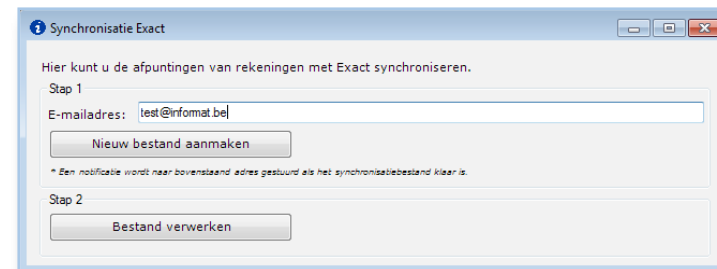 Synchronisatie Exact
Hier kunt u de afpuntingen van rekeningen met Exact synchroniseren.
Stap 1
E-mailadres: test@informat.be
Nieuw bestand aanmaken
* Een notificatie wordt naar bovenstaand adres gestuurd als het synchronisatiebestand klaar is.
Stap 2
Bestand verwerken